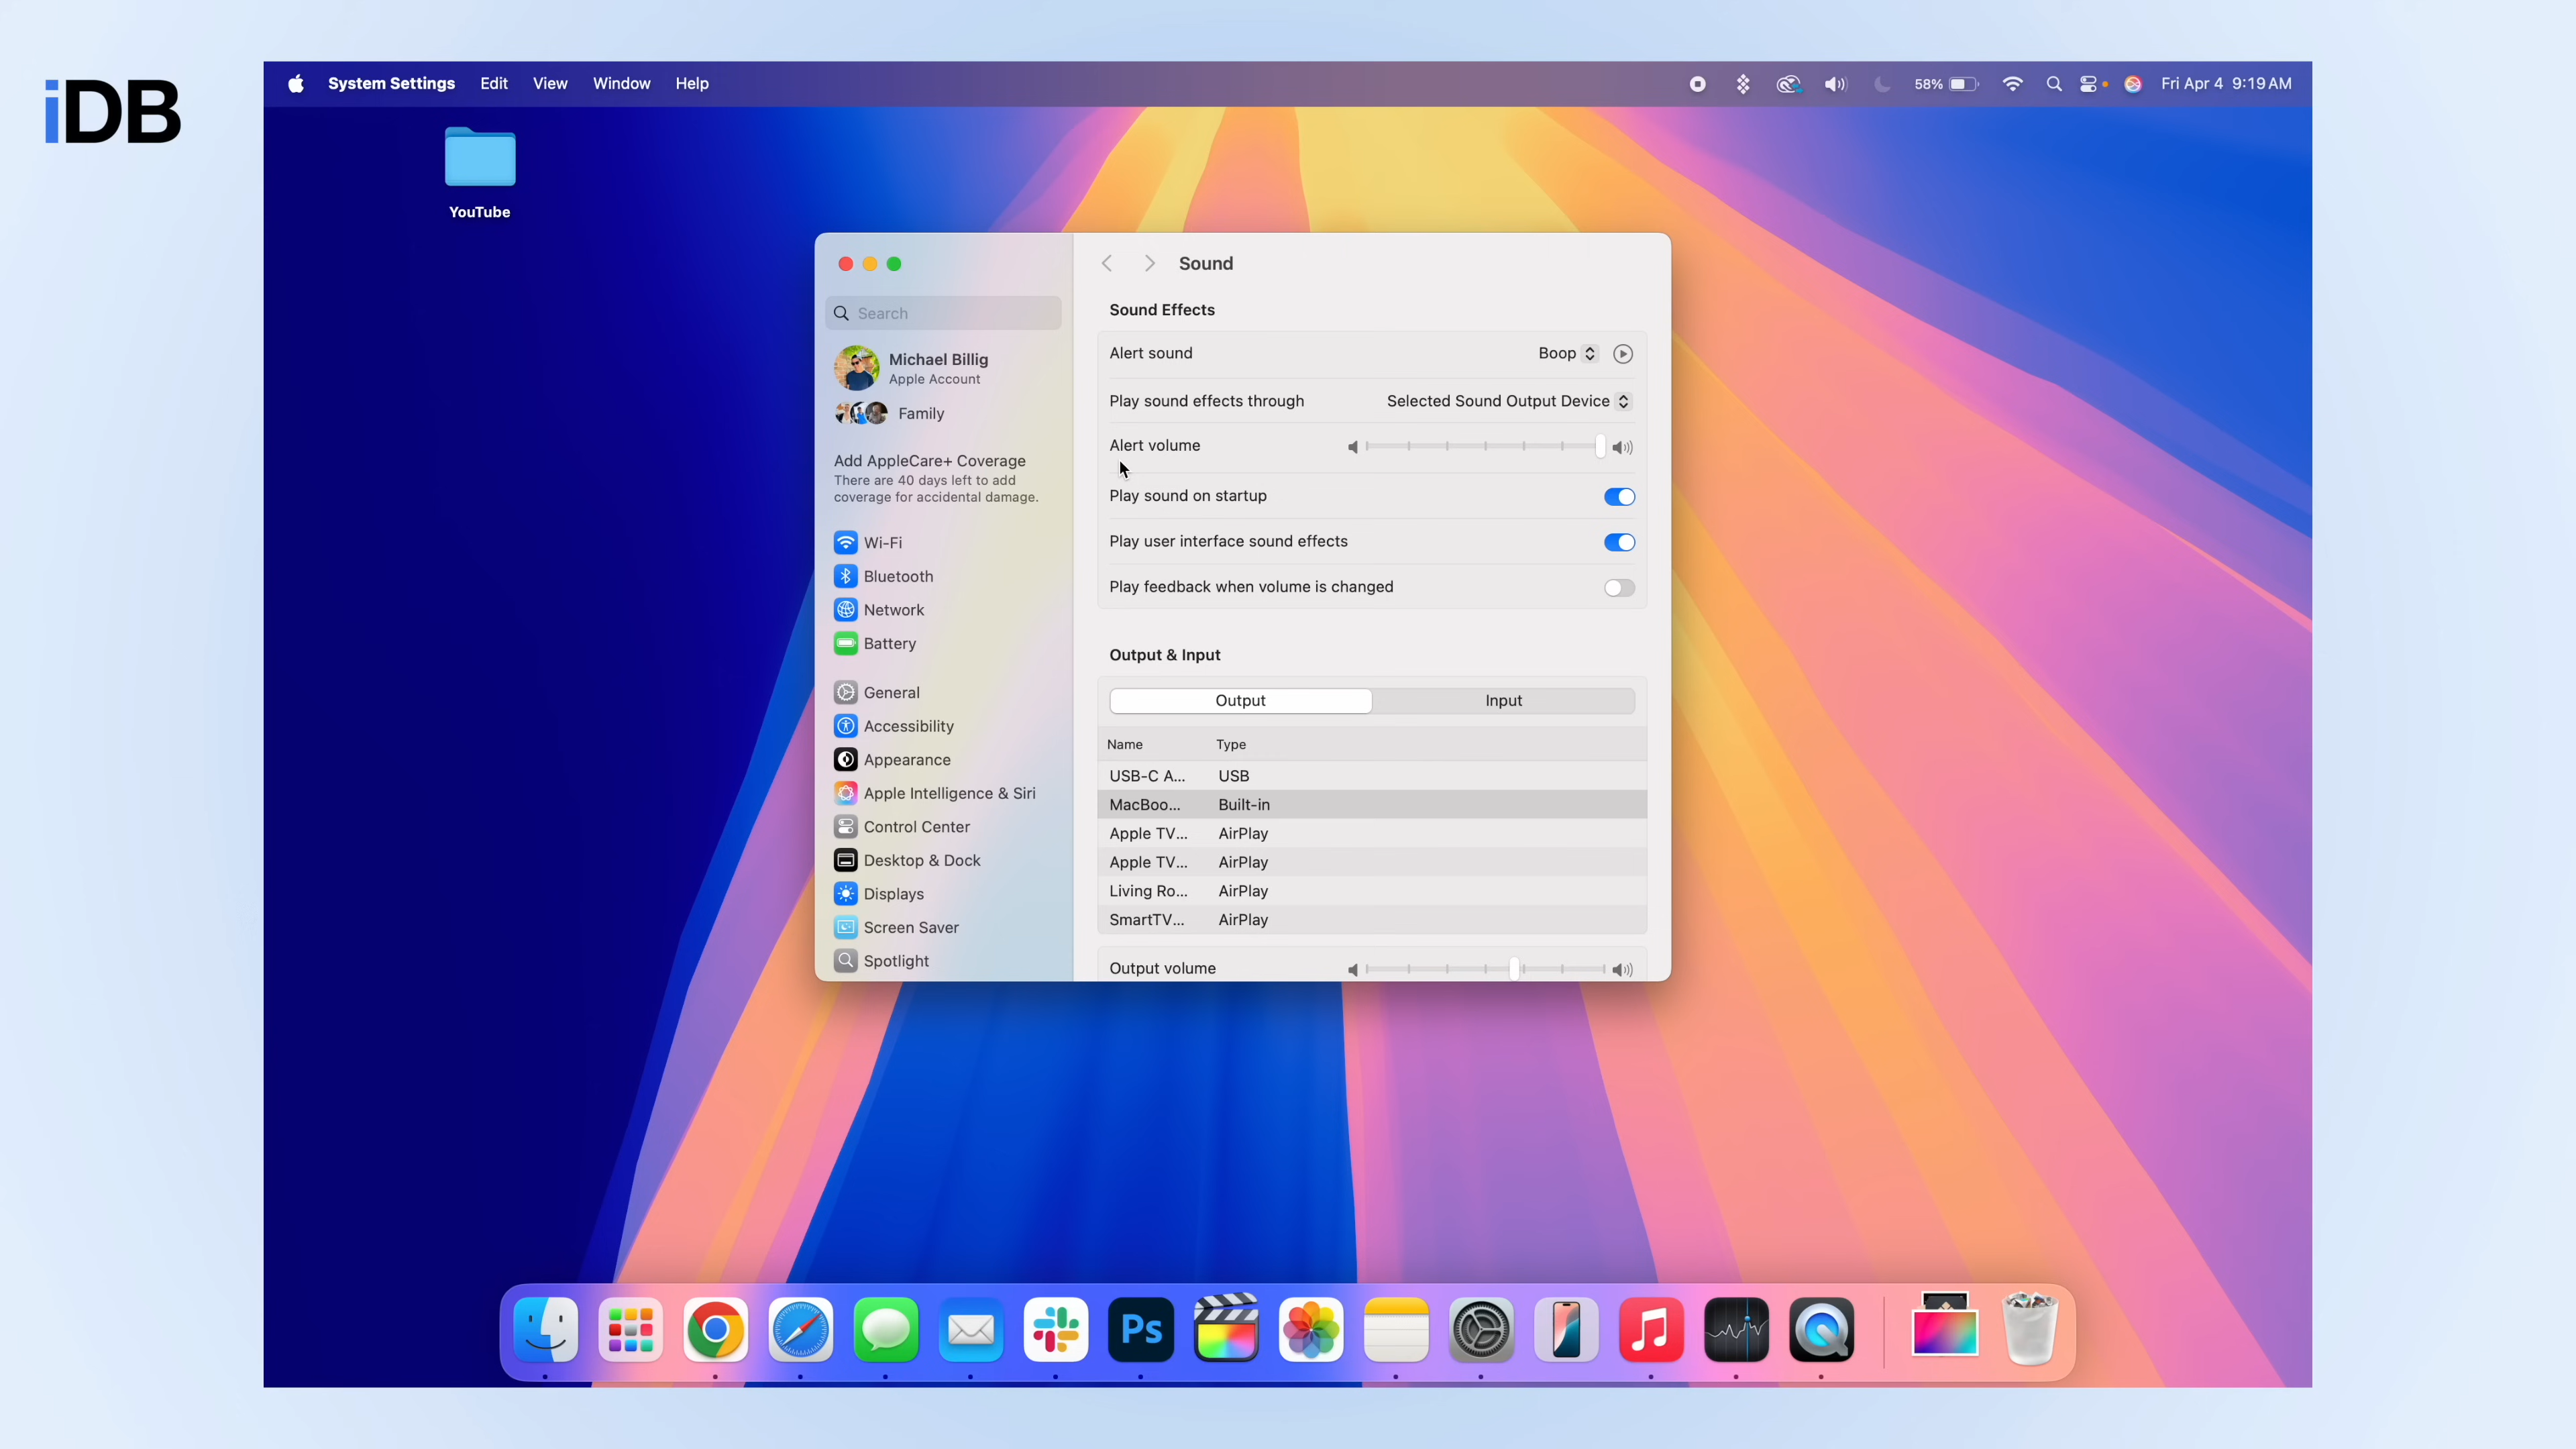 iDB
System Settings Edit View Window Help 58% Fri Apr 4 9:19 AM
YouTube
Sound
Search
Michael Billig
Apple Account
Family
Add AppleCare+ Coverage
There are 40 days left to add
coverage for accidental damage.
Wi-Fi
Bluetooth
Network
Battery
General
Accessibility
Appearance
Apple Intelligence & Siri
Control Center
Desktop & Dock
Displays
Screen Saver
Spotlight
Sound Effects
Alert sound Boop
Play sound effects through Selected Sound Output Device
Alert volume
Play sound on startup
Play user interface sound effects
Play feedback when volume is changed
Output & Input
Output Input
Name Type
USB-C A... USB
MacBoo... Built-in
Apple TV... AirPlay
Apple TV... AirPlay
Living Ro... AirPlay
SmartTV... AirPlay
Output volume
Ps